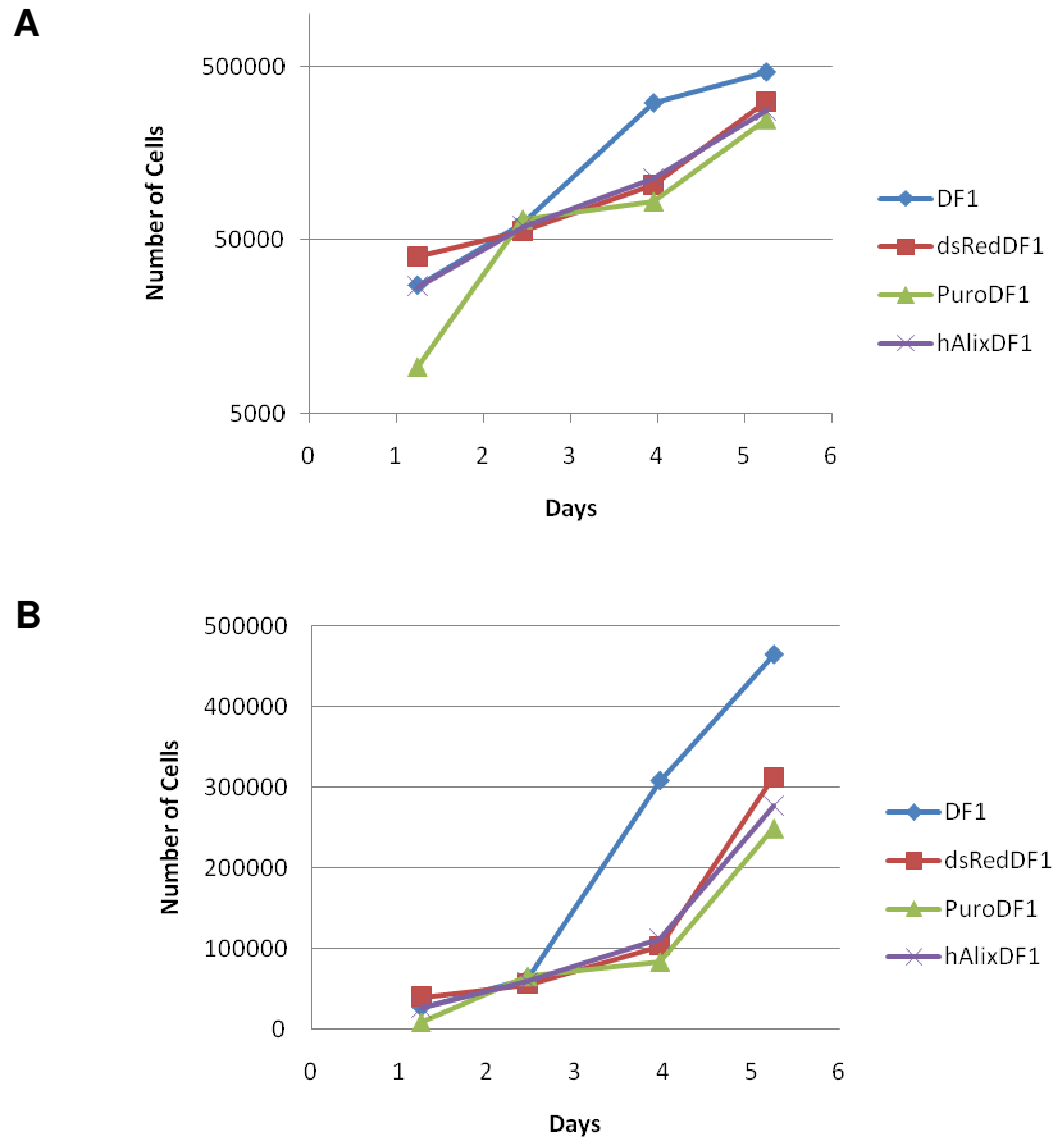 A
500000
50000
5000
Number of Cells
0 1 2 3 4 5 6
Days
DF1
dsRedDF1
PuroDF1
hAlixDF1
B
500000
400000
300000
200000
100000
0
Number of Cells
0 1 2 3 4 5 6
Days
DF1
dsRedDF1
PuroDF1
hAlixDF1